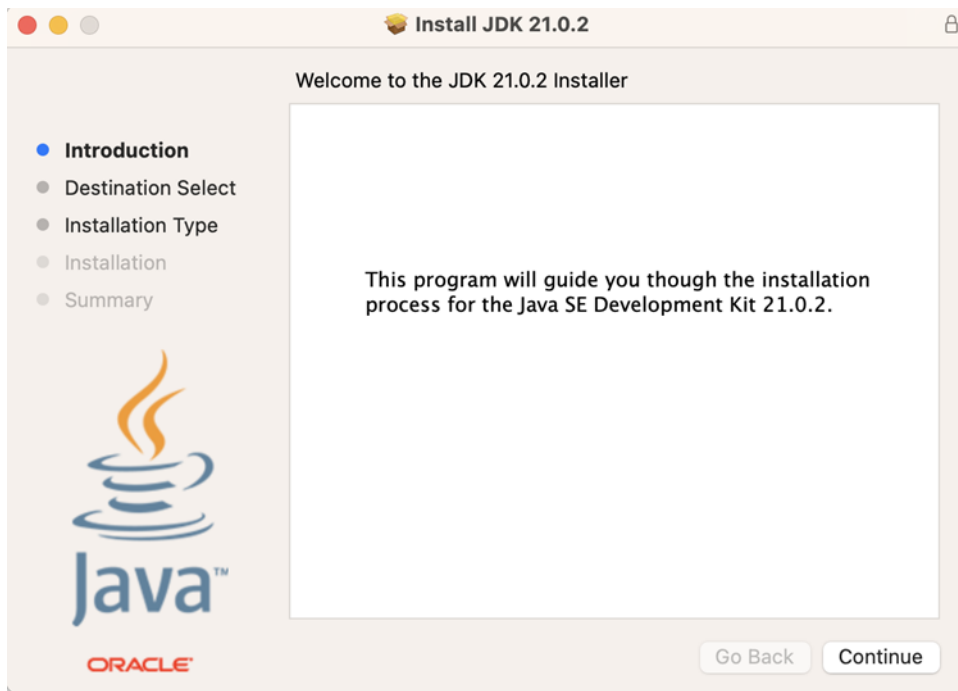 Install JDK 21.0.2
Welcome to the JDK 21.0.2 Installer
Introduction
Destination Select
Installation Type
Installation
Summary
This program will guide you though the installation
process for the Java SE Development Kit 21.0.2.
Java™
ORACLE®
Go Back
Continue